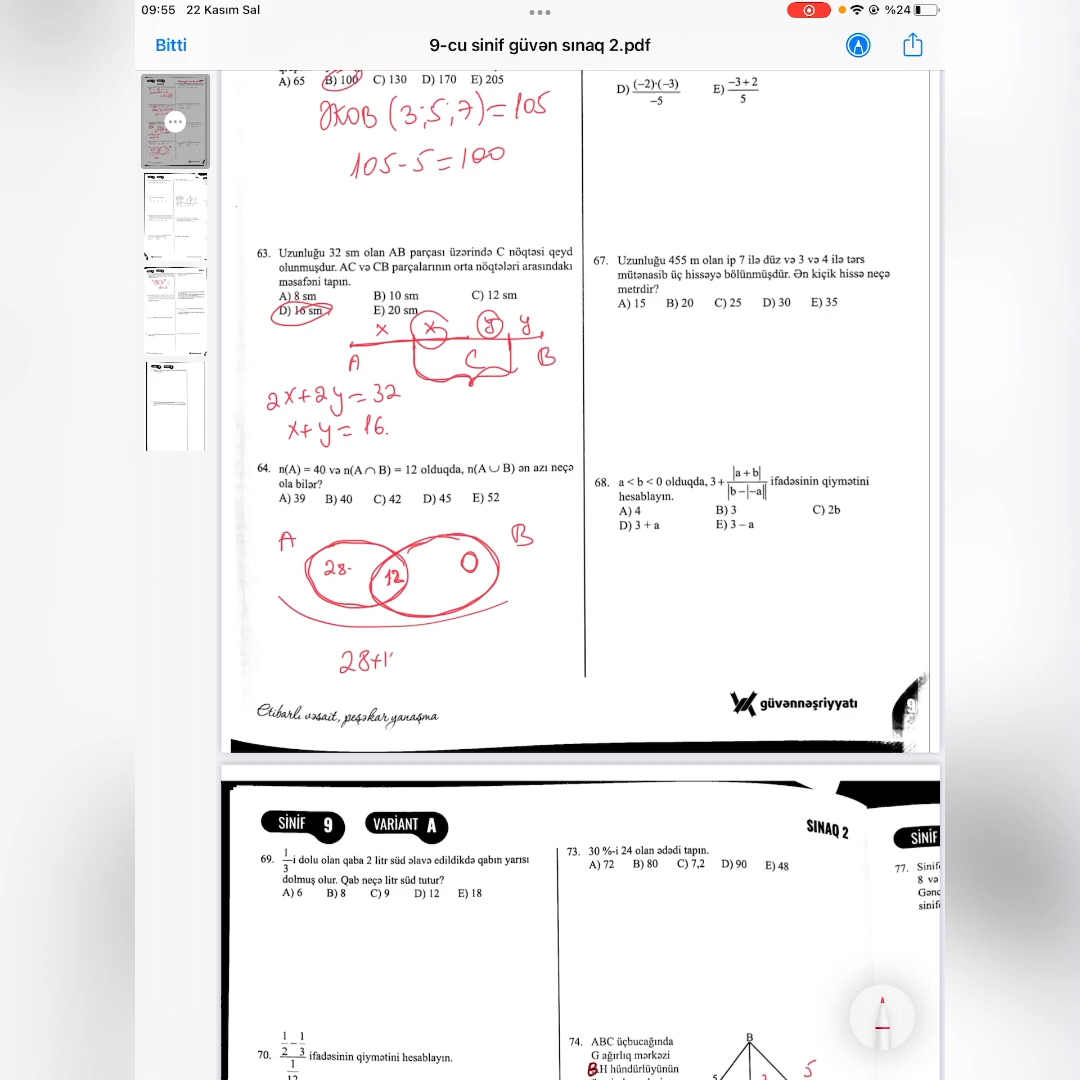 09:55 22 Kasım Sal
%24
Bitti
9-cu sinif güvən sınaq 2.pdf
A) 65 B) 100 C) 130 D) 170 E) 205
ƏKOB (3;5;7)=105
105-5=100
63. Uzunluğu 32 sm olan AB parçası üzərində C nöqtəsi qeyd
olunmuşdur. AC və CB parçalarının orta nöqtələri arasındakı
məsafəni tapın.
A) 8 sm B) 10 sm C) 12 sm
D) 16 sm E) 20 sm
x x y y
A C B
2x+2y=32
x+y=16.
64. n(A) = 40 və n(A∩B) = 12 olduqda, n(A∪B) ən azı neçə
ola bilər?
A) 39 B) 40 C) 42 D) 45 E) 52
A B
28- 12 0
28+1
Etibarlı vəsait, peşəkar yanaşma
D) (-2)·(-3)/-5 E) -3+2/5
67. Uzunluğu 455 m olan ip 7 ilə düz və 3 və 4 ilə tərs
mütənasib üç hissəyə bölünmüşdür. Ən kiçik hissə neçə
metrdir?
A) 15 B) 20 C) 25 D) 30 E) 35
68. a < b < 0 olduqda, 3 + |a+b|/|b-|-a|| ifadəsinin qiymətini
hesablayın.
A) 4 B) 3 C) 2b
D) 3 + a E) 3 – a
güvənnəşriyyatı
9
SİNİF 9 VARİANT A SINAQ 2
69. 1/3-i dolu olan qaba 2 litr süd əlavə edildikdə qabın yarısı
dolmuş olur. Qab neçə litr süd tutur?
A) 6 B) 8 C) 9 D) 12 E) 18
70. 1/2 - 1/3 / 1/12 ifadəsinin qiymətini hesablayın.
73. 30 %-i 24 olan ədədi tapın.
A) 72 B) 80 C) 7,2 D) 90 E) 48
74. ABC üçbucağında
G ağırlıq mərkəzi
BH hündürlüyünün
B
5
SİNİF
77. Sinifi
8 və
Gənc
sinifi